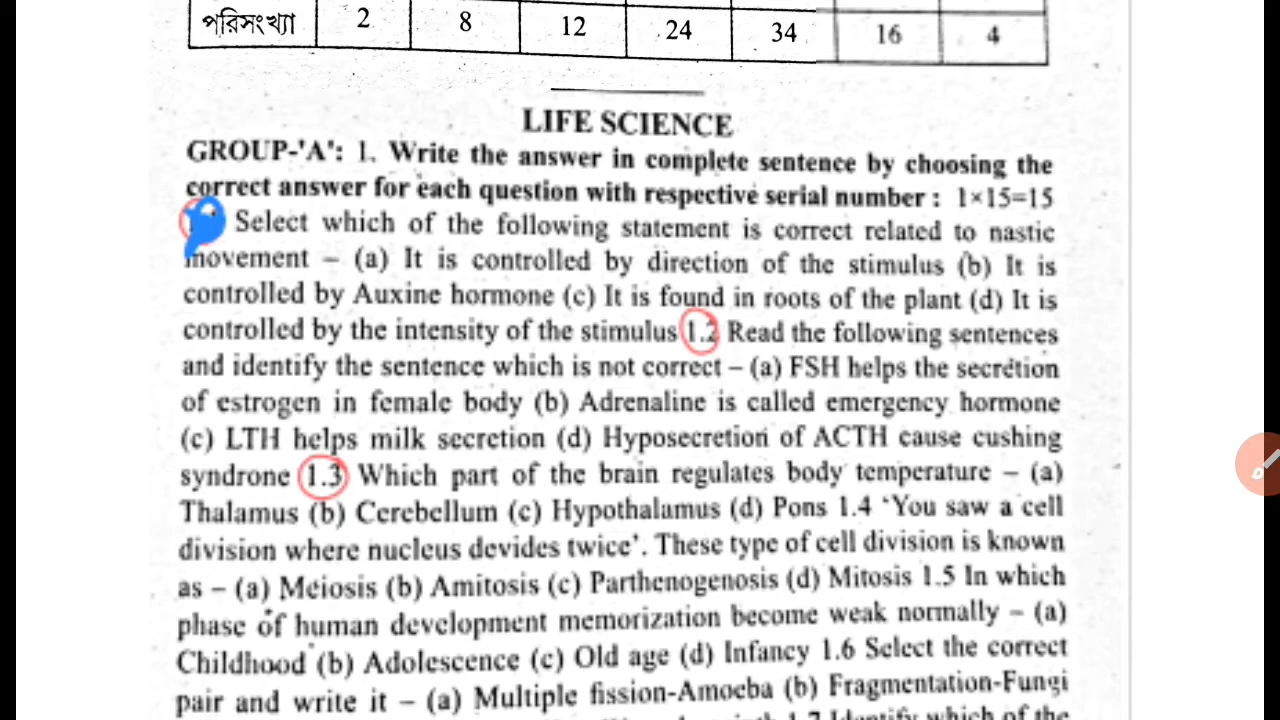 পরিসংখ্যা 2 8 12 24 34 16 4
LIFE SCIENCE
GROUP-'A': 1. Write the answer in complete sentence by choosing the
correct answer for each question with respective serial number : 1×15=15
Select which of the following statement is correct related to nastic
movement – (a) It is controlled by direction of the stimulus (b) It is
controlled by Auxine hormone (c) It is found in roots of the plant (d) It is
controlled by the intensity of the stimulus 1.2 Read the following sentences
and identify the sentence which is not correct – (a) FSH helps the secretion
of estrogen in female body (b) Adrenaline is called emergency hormone
(c) LTH helps milk secretion (d) Hyposecretion of ACTH cause cushing
syndrone 1.3 Which part of the brain regulates body temperature – (a)
Thalamus (b) Cerebellum (c) Hypothalamus (d) Pons 1.4 'You saw a cell
division where nucleus devides twice'. These type of cell division is known
as – (a) Meiosis (b) Amitosis (c) Parthenogenosis (d) Mitosis 1.5 In which
phase of human development memorization become weak normally – (a)
Childhood (b) Adolescence (c) Old age (d) Infancy 1.6 Select the correct
pair and write it – (a) Multiple fission-Amoeba (b) Fragmentation-Fungi
1.7 Identify which of the